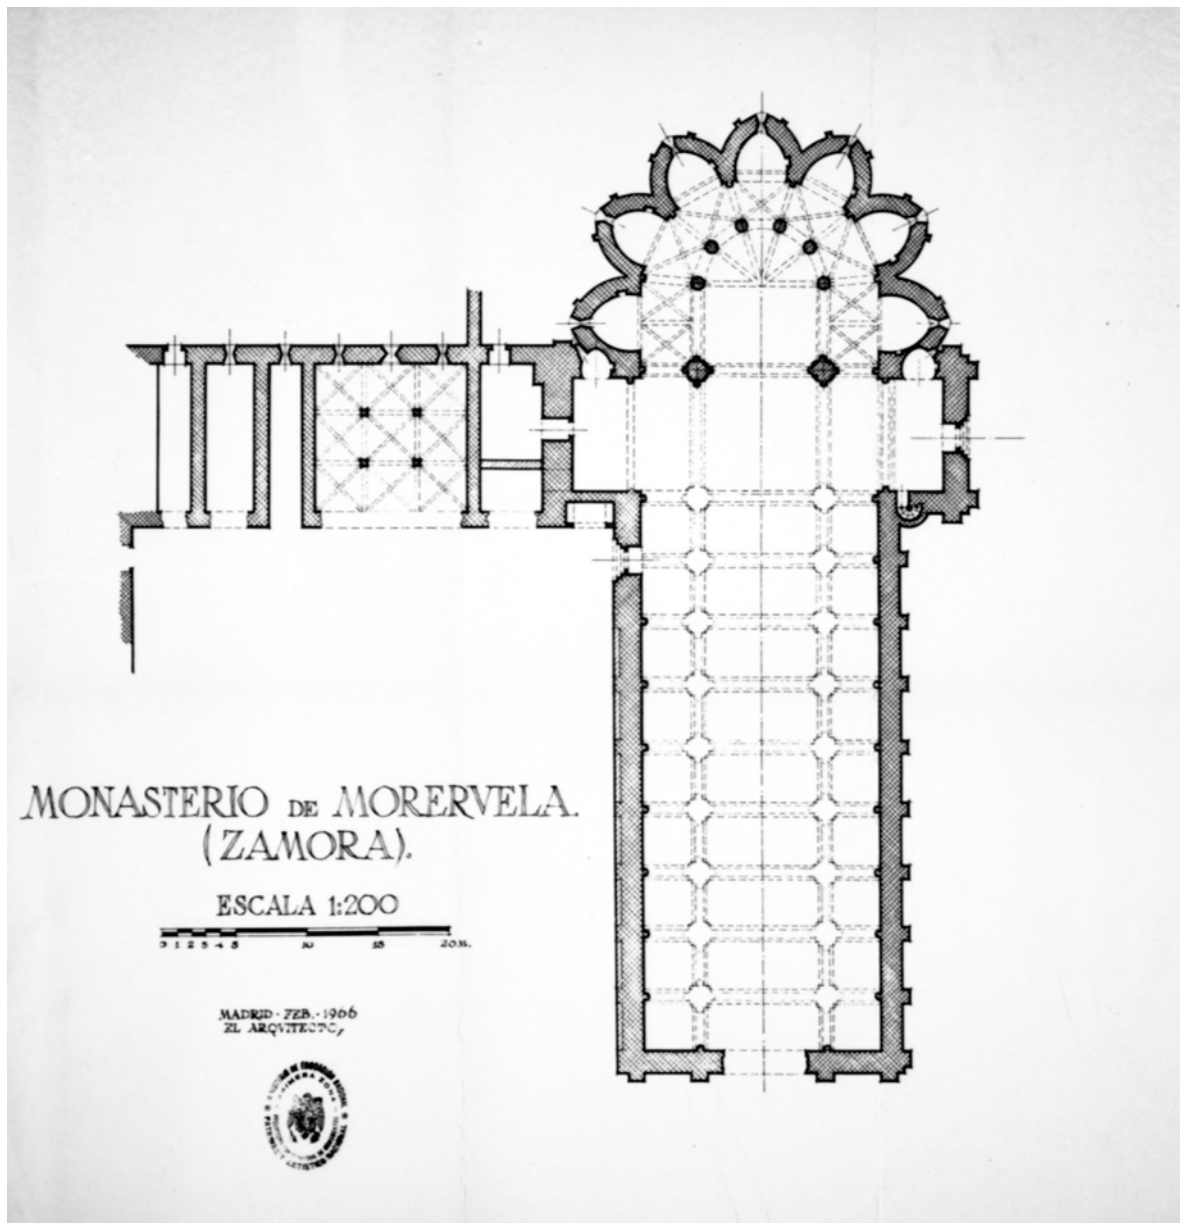 MONASTERIO DE MORERVELA.
(ZAMORA).
ESCALA 1:200
0 1 2 3 4 5 10 15 20 M.
MADRID - FEB. - 1966
EL ARQVITECTO,